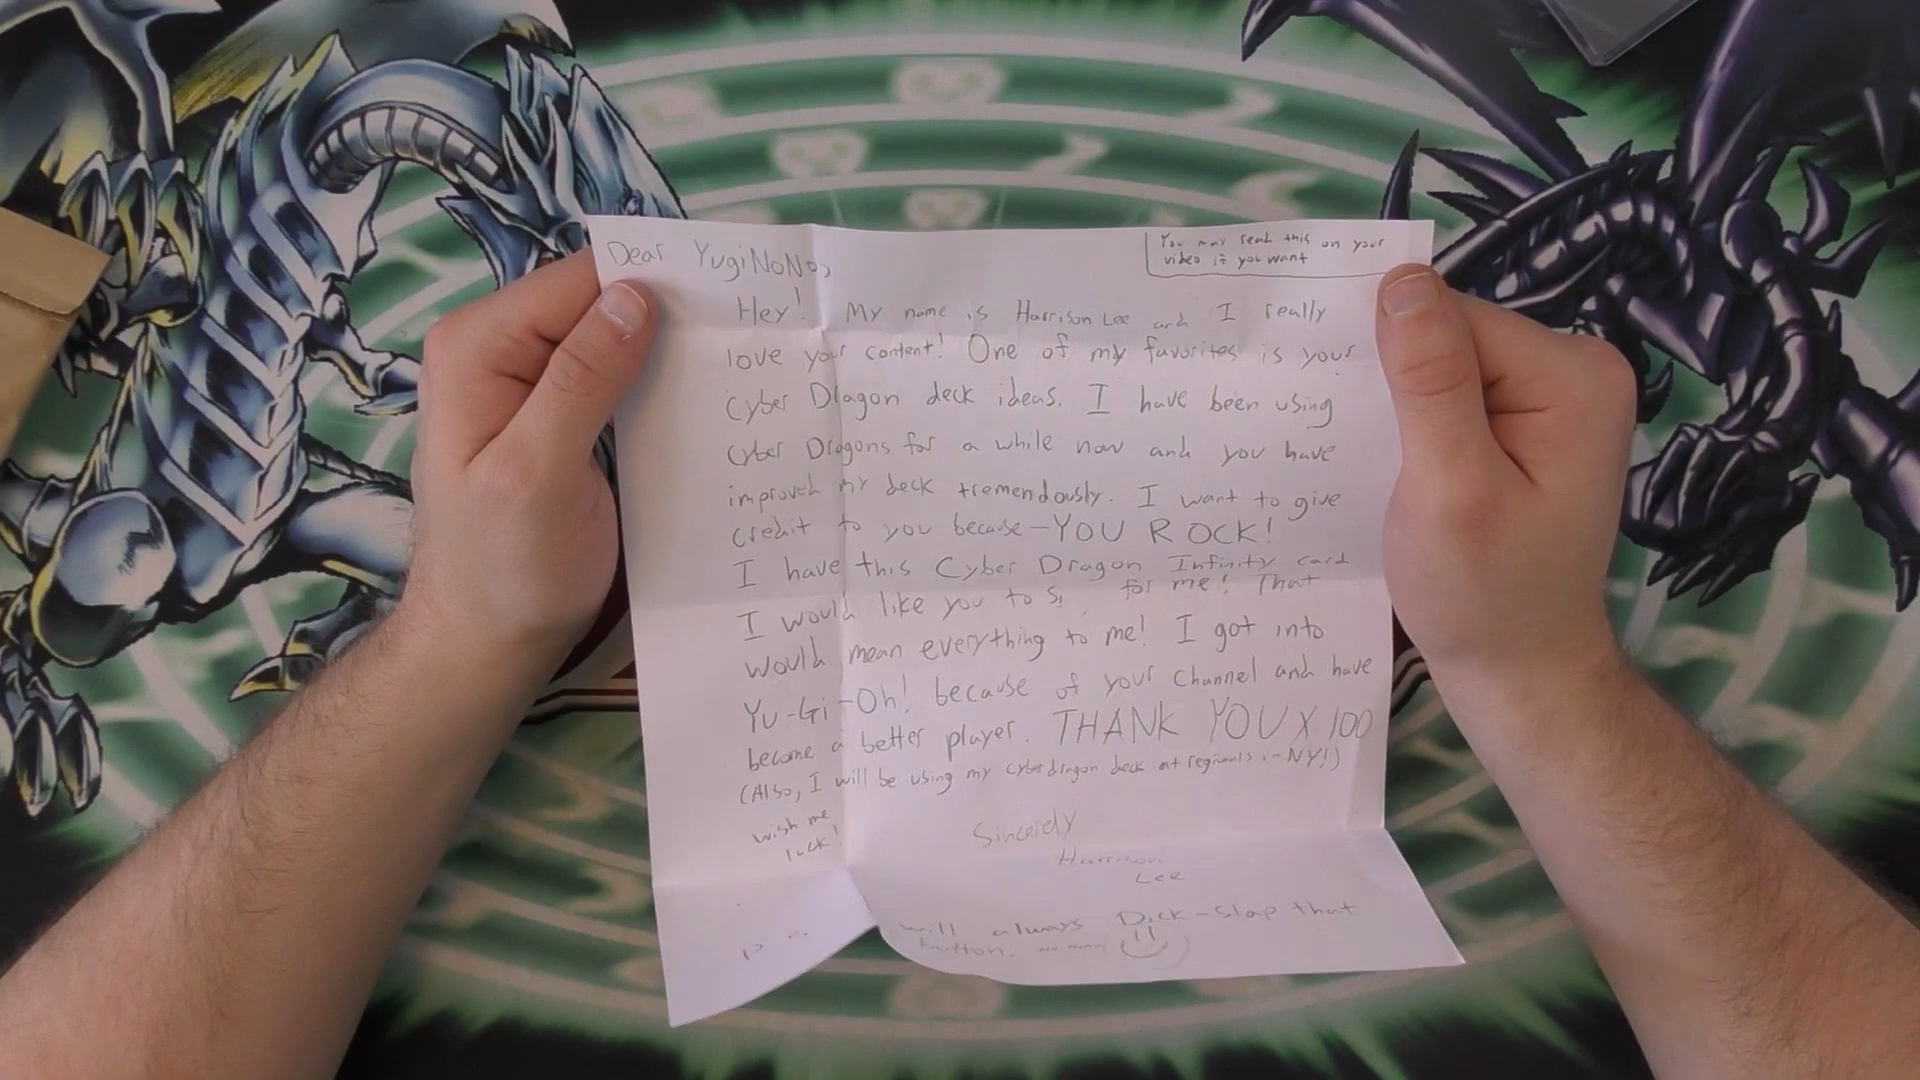 Dear YugiNoNo,
You may read this on your
video if you want
Hey! My name is Harrison Lee and I really
love your content! One of my favorites is your
Cyber Dragon deck ideas. I have been using
Cyber Dragons for a while now and you have
improved my deck tremendously. I want to give
credit to you because - YOU ROCK!
I have this Cyber Dragon Infinity card
I would like you to si for me! That
would mean everything to me! I got into
Yu-Gi-Oh! because of your channel and have
become a better player. THANK YOU X 100
(Also, I will be using my cyberdragon deck at regionals in NY!)
wish me
luck!
Sincerely
Harrison
Lee
will always Dick-slap that
button.